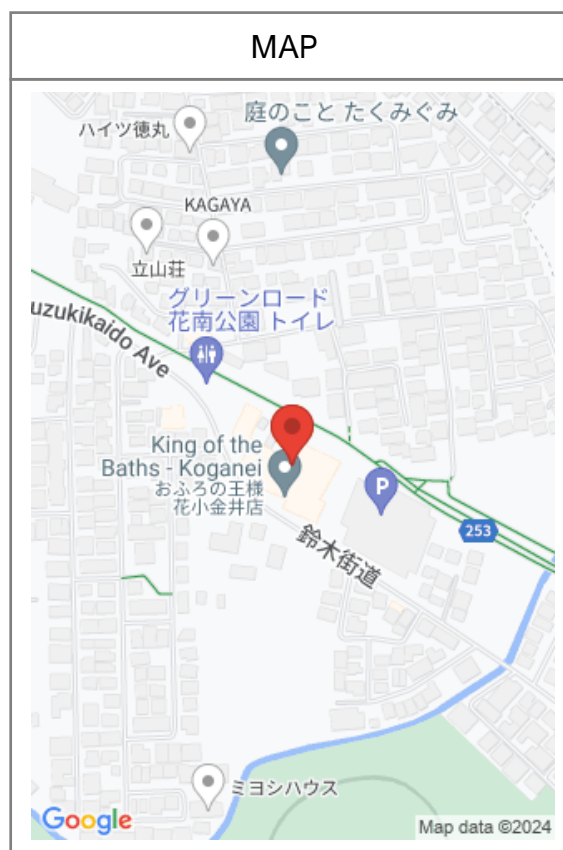 MAP
ハイツ徳丸
庭のこと たくみぐみ
KAGAYA
立山荘
グリーンロード
花南公園 トイレ
uzukikaido Ave
King of the
Baths - Koganei
おふろの王様
花小金井店
P
253
鈴木街道
ミヨシハウス
Google
Map data ©2024